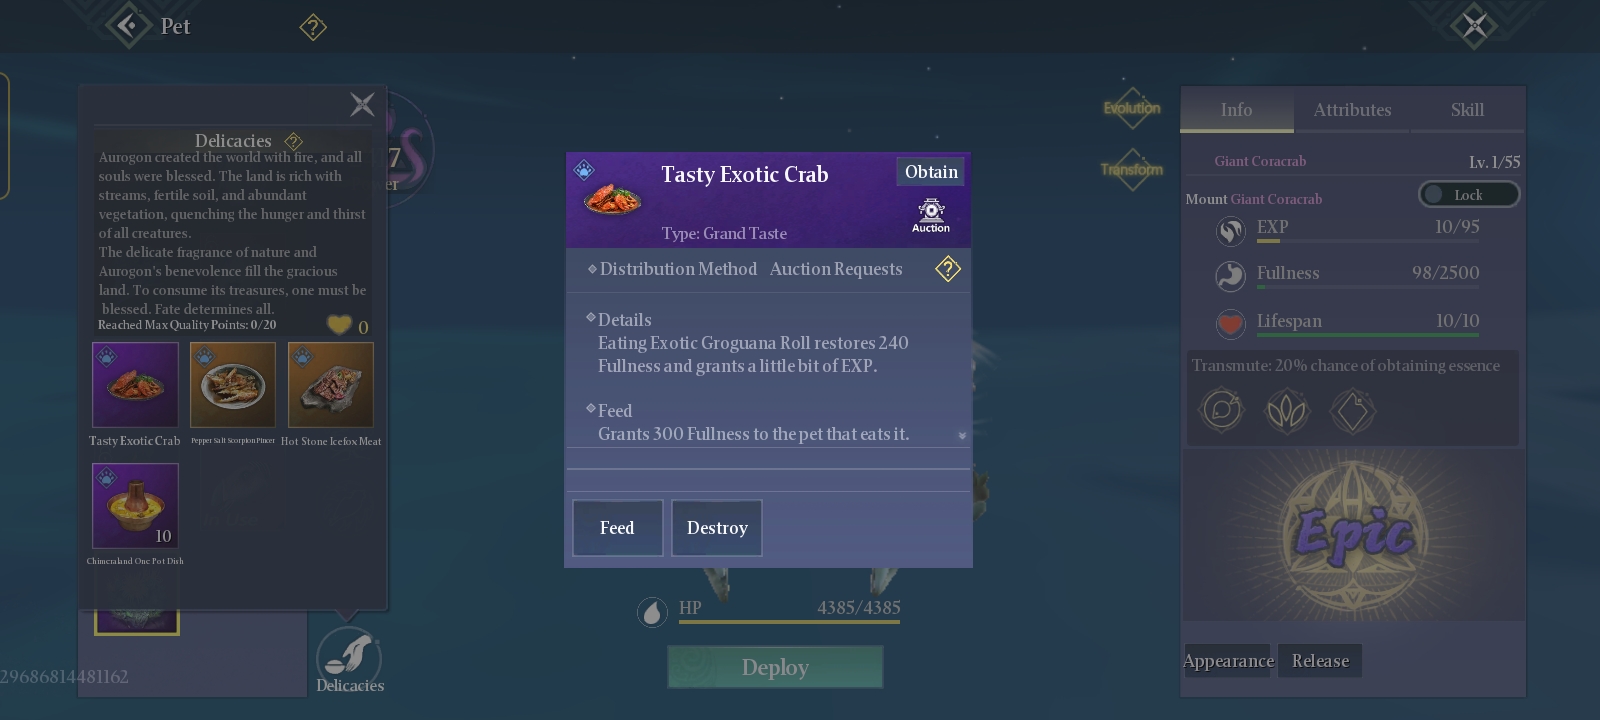 Pet
?
Delicacies ?
Aurogon created the world with fire, and all
souls were blessed. The land is rich with
streams, fertile soil, and abundant
vegetation, quenching the hunger and thirst
of all creatures.
The delicate fragrance of nature and
Aurogon's benevolence fill the gracious
land. To consume its treasures, one must be
blessed. Fate determines all.
Reached Max Quality Points: 0/20
0
Tasty Exotic Crab
Pepper Salt Scorpion Pincer
Hot Stone Icefox Meat
10
Chimeraland One Pot Dish
29686814481162
Delicacies
7
er
Tasty Exotic Crab
Obtain
Type: Grand Taste
Auction
Distribution Method Auction Requests
?
Details
Eating Exotic Groguana Roll restores 240
Fullness and grants a little bit of EXP.
Feed
Grants 300 Fullness to the pet that eats it.
Feed
Destroy
HP 4385/4385
Deploy
Evolution
Transform
Info
Attributes
Skill
Giant Coracrab
Lv. 1/55
Mount Giant Coracrab
Lock
EXP 10/95
Fullness 98/2500
Lifespan 10/10
Transmute: 20% chance of obtaining essence
Epic
Appearance
Release